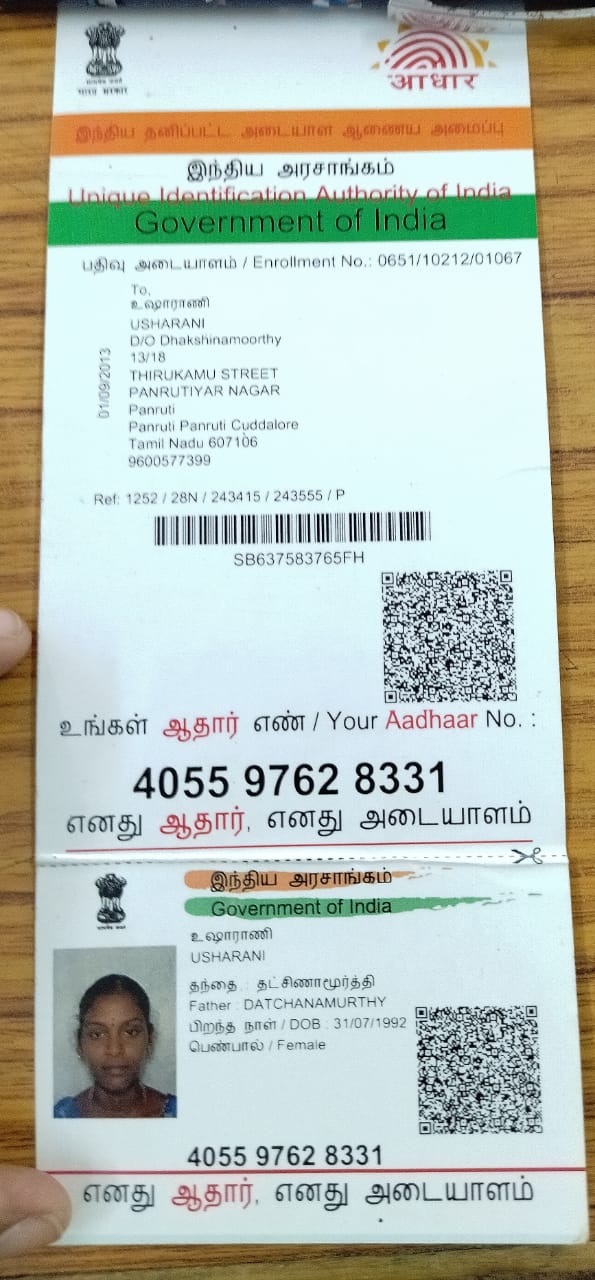 भारत सरकार
आधार
இந்திய தனிப்பட்ட அடையாள ஆணைய அமைப்பு
இந்திய அரசாங்கம்
Unique Identification Authority of India
Government of India
பதிவு அடையாளம் / Enrollment No.: 0651/10212/01067
To,
உஷாராணி
USHARANI
D/O Dhakshinamoorthy
13/18
THIRUKAMU STREET
PANRUTIYAR NAGAR
Panruti
Panruti Panruti Cuddalore
Tamil Nadu 607106
9600577399
01/09/2013
Ref: 1252 / 28N / 243415 / 243555 / P
SB637583765FH
உங்கள் ஆதார் எண் / Your Aadhaar No. :
4055 9762 8331
எனது ஆதார், எனது அடையாளம்
இந்திய அரசாங்கம்
Government of India
உஷாராணி
USHARANI
தந்தை : தட்சிணாமூர்த்தி
Father : DATCHANAMURTHY
பிறந்த நாள் / DOB : 31/07/1992
பெண்பால் / Female
4055 9762 8331
எனது ஆதார், எனது அடையாளம்